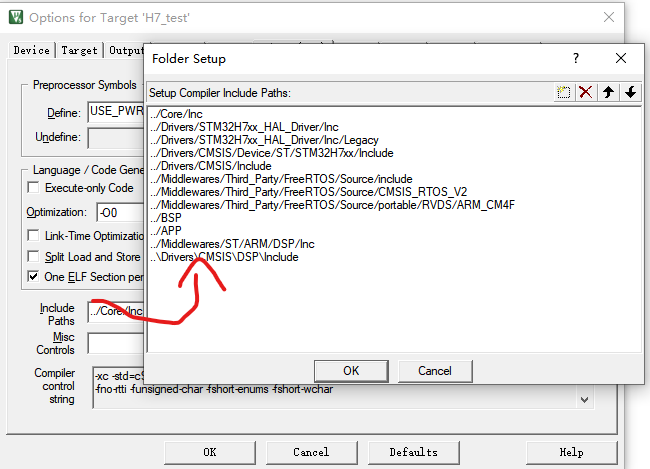 Options for Target 'H7_test'
Device Target Output
Preprocessor Symbols
Define: USE_PWR
Undefine:
Language / Code Gene
Execute-only Code
Optimization: -O0
Link-Time Optimizatio
Split Load and Store
One ELF Section per
Include
Paths
../Core/Inc
Misc
Controls
Compiler
control
string
-xc -std=c9
-fno-rtti -funsigned-char -fshort-enums -fshort-wchar
OK Cancel Defaults Help
Folder Setup
?
Setup Compiler Include Paths:
../Core/Inc
../Drivers/STM32H7xx_HAL_Driver/Inc
../Drivers/STM32H7xx_HAL_Driver/Inc/Legacy
../Drivers/CMSIS/Device/ST/STM32H7xx/Include
../Drivers/CMSIS/Include
../Middlewares/Third_Party/FreeRTOS/Source/include
../Middlewares/Third_Party/FreeRTOS/Source/CMSIS_RTOS_V2
../Middlewares/Third_Party/FreeRTOS/Source/portable/RVDS/ARM_CM4F
../BSP
../APP
../Middlewares/ST/ARM/DSP/Inc
..\Drivers\CMSIS\DSP\Include
OK Cancel